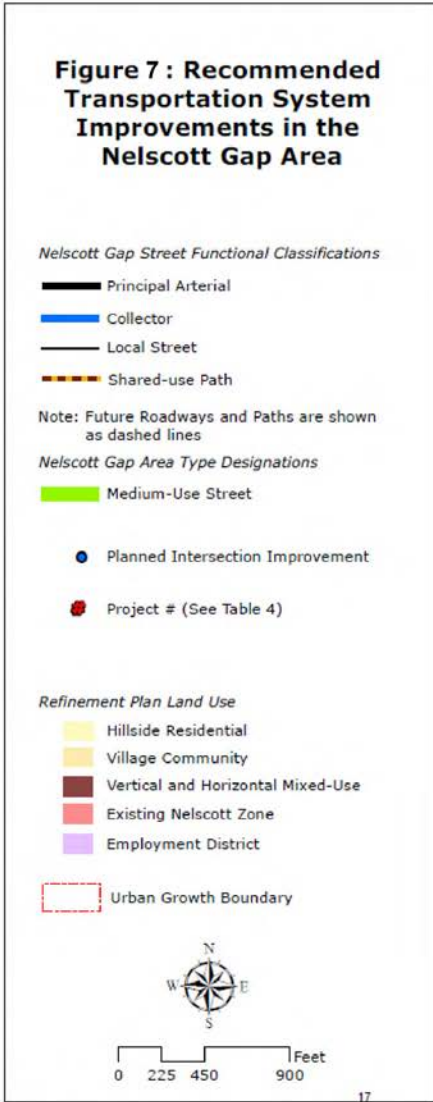 Figure 7 : Recommended
Transportation System
Improvements in the
Nelscott Gap Area
Nelscott Gap Street Functional Classifications
Principal Arterial
Collector
Local Street
Shared-use Path
Note: Future Roadways and Paths are shown
as dashed lines
Nelscott Gap Area Type Designations
Medium-Use Street
Planned Intersection Improvement
# Project # (See Table 4)
Refinement Plan Land Use
Hillside Residential
Village Community
Vertical and Horizontal Mixed-Use
Existing Nelscott Zone
Employment District
Urban Growth Boundary
N
W E
S
Feet
0 225 450 900
17